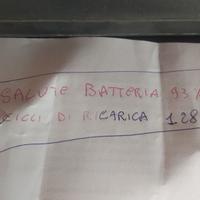 SALUTE BATTERIA 93%
CICLI DI RICARICA 128